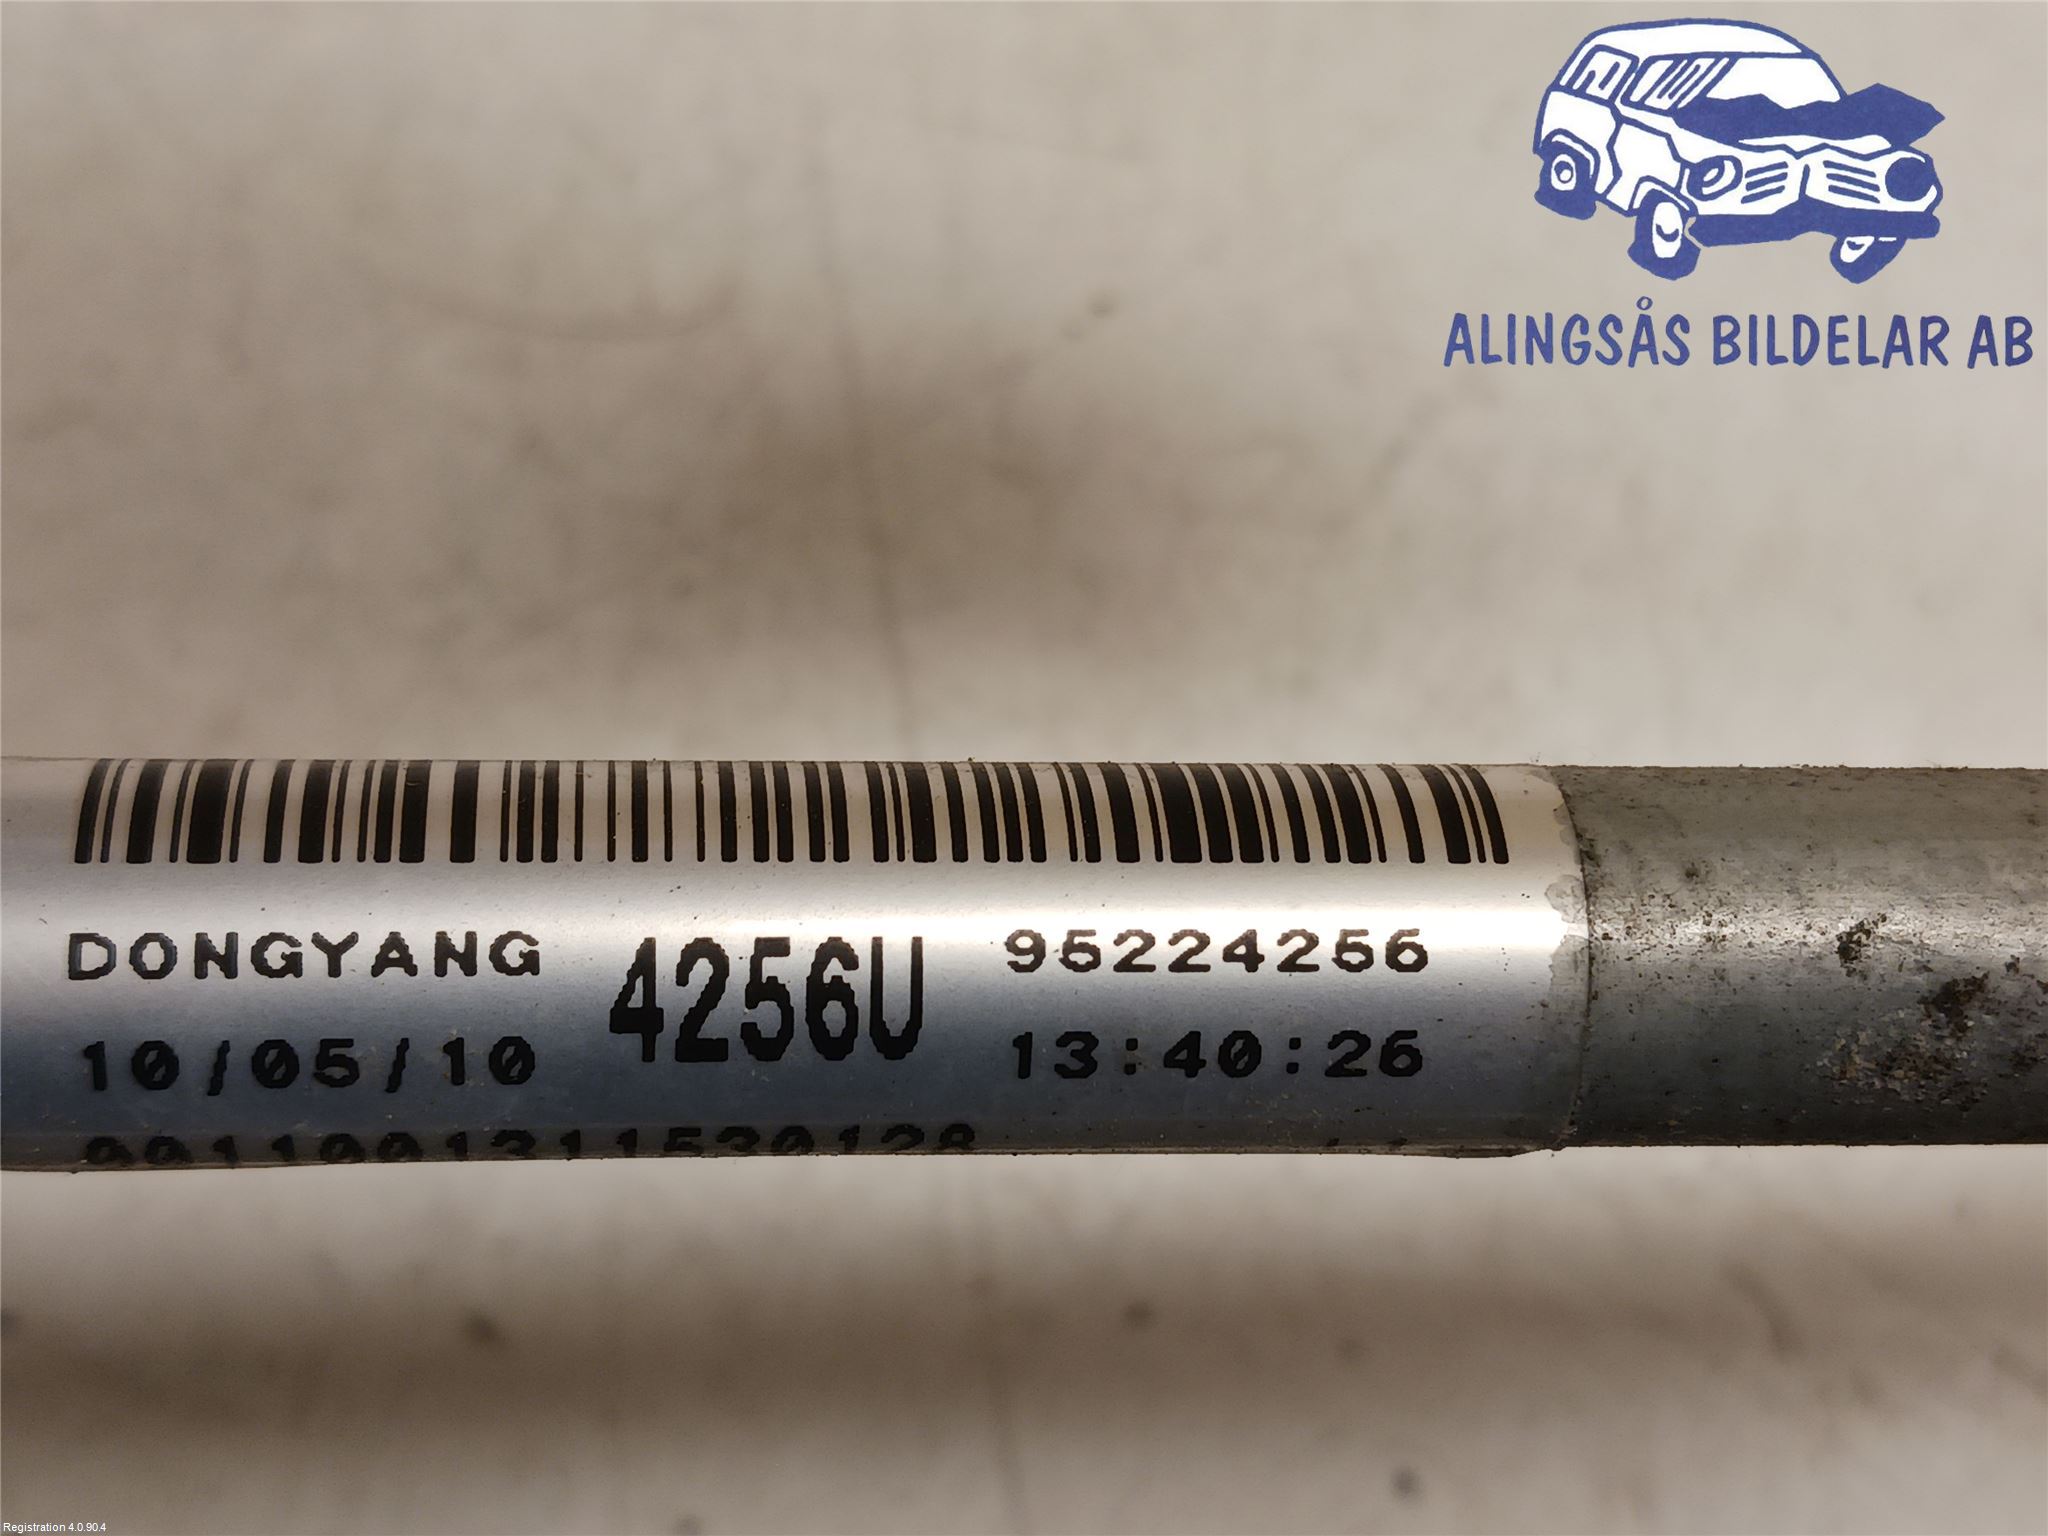 ALINGSÅS BILDELAR AB
DONGYANG 4256U 95224256
10/05/10 13:40:26
Registration 4.0.90.4